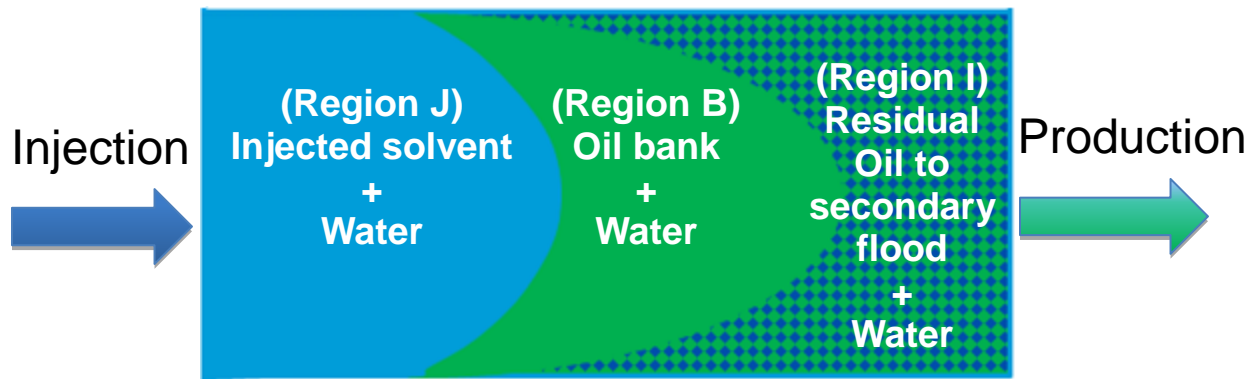 Injection
(Region J)
Injected solvent
+
Water
(Region B)
Oil bank
+
Water
(Region I)
Residual
Oil to
secondary
flood
+
Water
Production